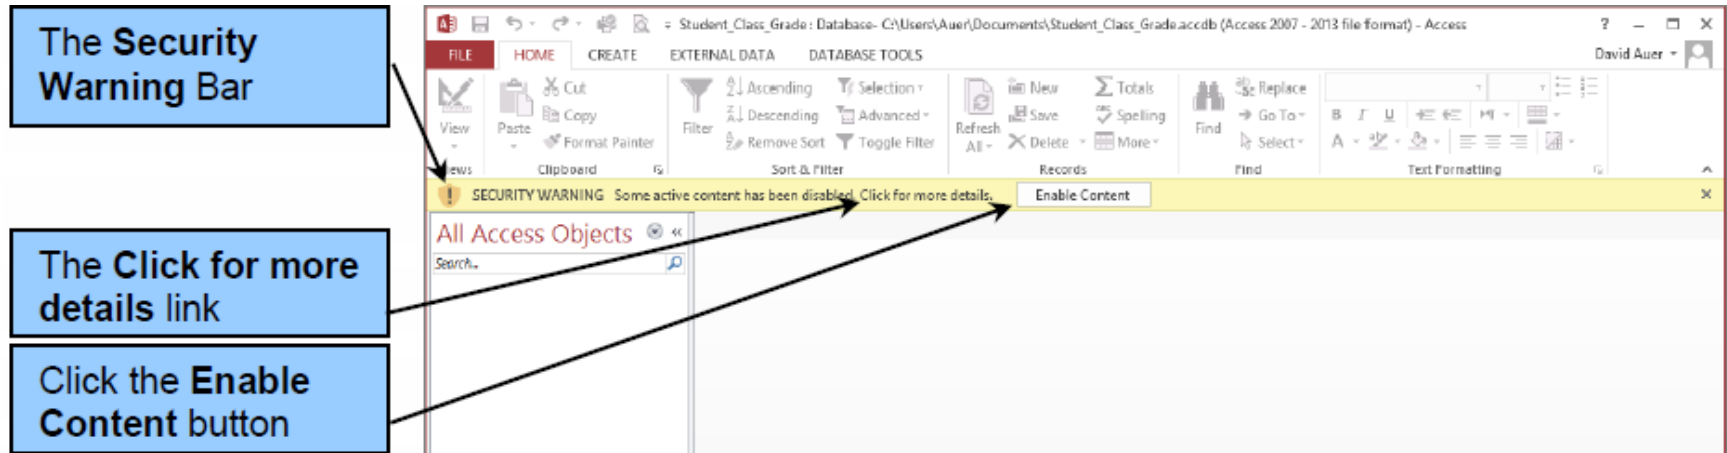 The Security
Warning Bar
The Click for more
details link
Click the Enable
Content button
Student_Class_Grade : Database- C:\Users\Auer\Documents\Student_Class_Grade.accdb (Access 2007 - 2013 file format) - Access
FILE HOME CREATE EXTERNAL DATA DATABASE TOOLS David Auer
Cut Ascending Selection New Totals Replace
Copy Descending Advanced Save Spelling Go To
View Paste Format Painter Filter Remove Sort Toggle Filter Refresh All Delete More Find Select
B I U
A
iews Clipboard Sort & Filter Records Find Text Formatting
SECURITY WARNING Some active content has been disabled. Click for more details. Enable Content
All Access Objects
Search..